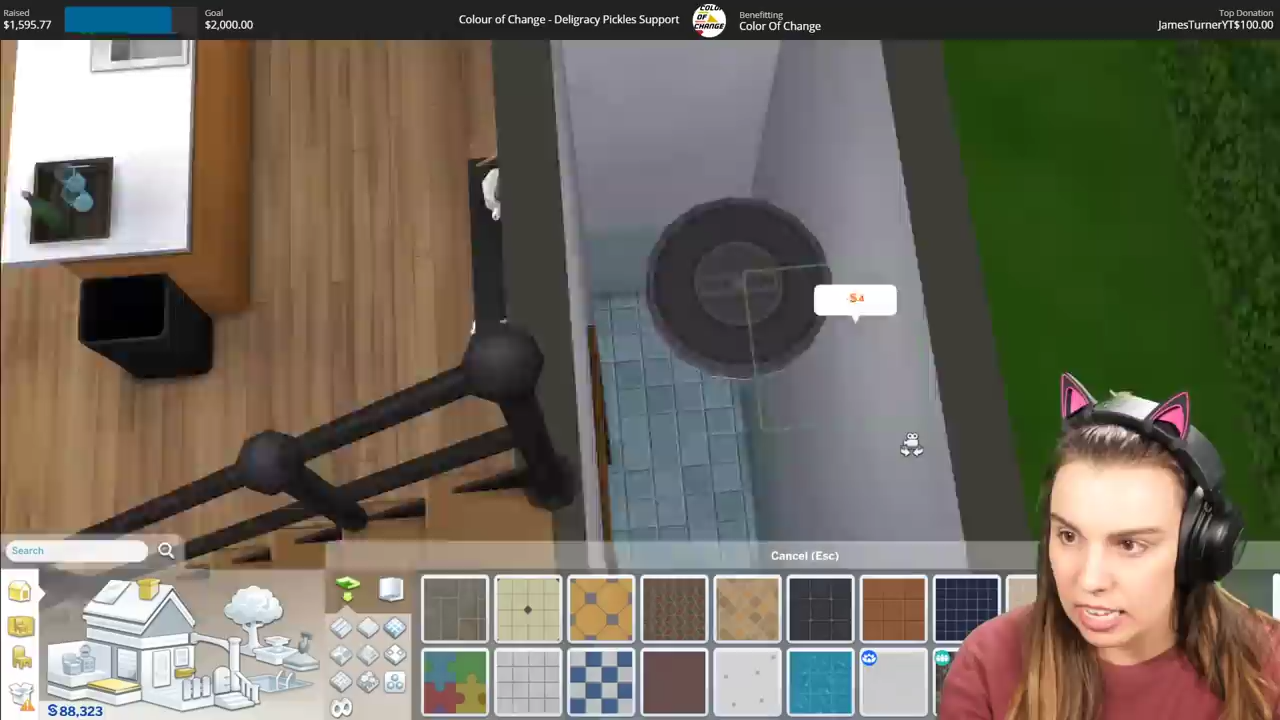 Raised
$1,595.77
Goal
$2,000.00
Colour of Change - Deligracy Pickles Support
COLOR
OF
CHANGE
Benefitting
Color Of Change
Top Donation
JamesTurnerYT$100.00
-§4
Cancel (Esc)
Search
§88,323